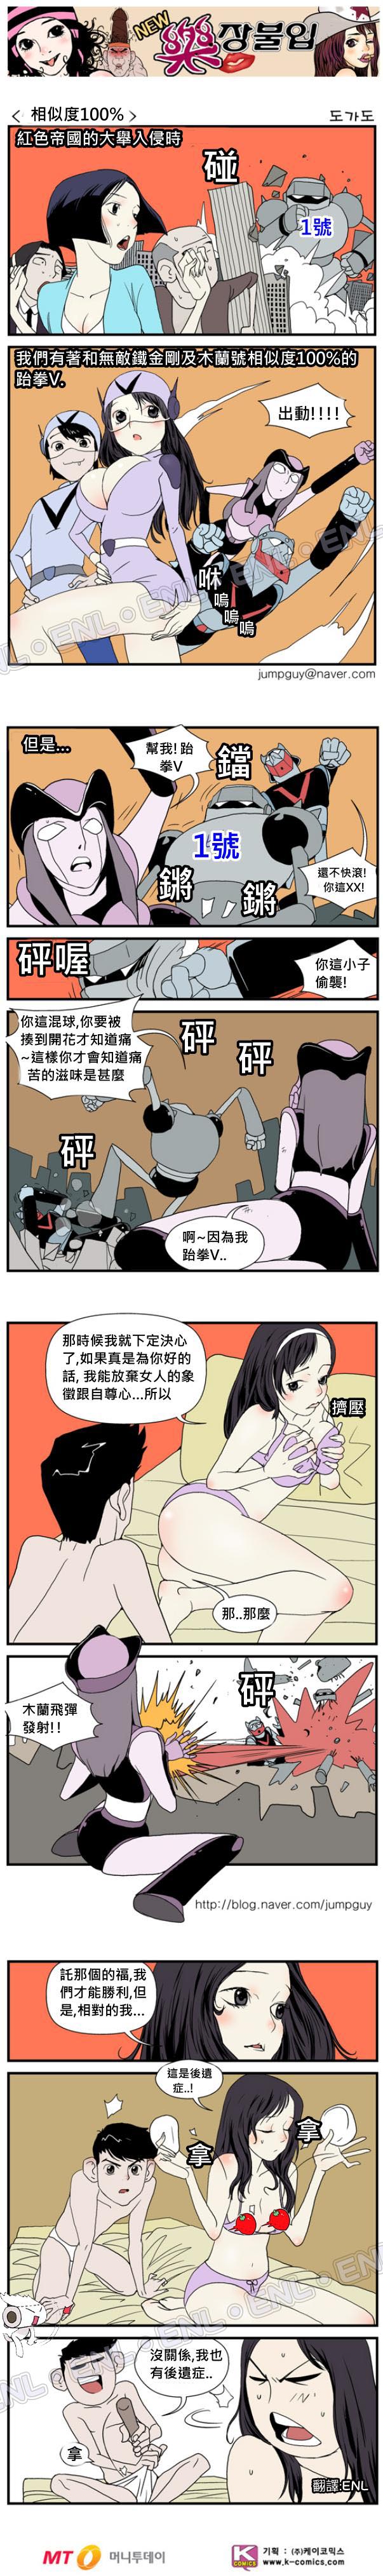 NEW 樂 장불입
< 相似度100% >
도가도
紅色帝國的大舉入侵時
碰
1號
我們有著和無敵鐵金剛及木蘭號相似度100%的
跆拳V.
出動!!!!
咻
嗚
嗚
嗚
ENL ENL ENL ENL
jumpguy@naver.com
但是...
幫我! 跆
拳V
鐺
1號
鏘
鏘
還不快滾!
你這XX!
砰喔
你這小子
偷襲!
你這混球,你要被
揍到開花才知道痛
~這樣你才會知道痛
苦的滋味是甚麼
砰
砰
砰
啊~因為我
跆拳V..
那時候我就下定決心
了,如果真是為你好的
話, 我能放棄女人的象
徵跟自尊心...所以
擠壓
那..那麼
木蘭飛彈
發射!!
砰
http://blog.naver.com/jumpguy
託那個的福,我
們才能勝利,但
是,相對的我...
這是後遺
症..!
拿
拿
ENL ENL ENL ENL
沒關係,我也
有後遺症..
拿
翻譯:ENL
MTO 머니투데이
K COMICS
기획 : (주)케이코믹스
www.k-comics.com